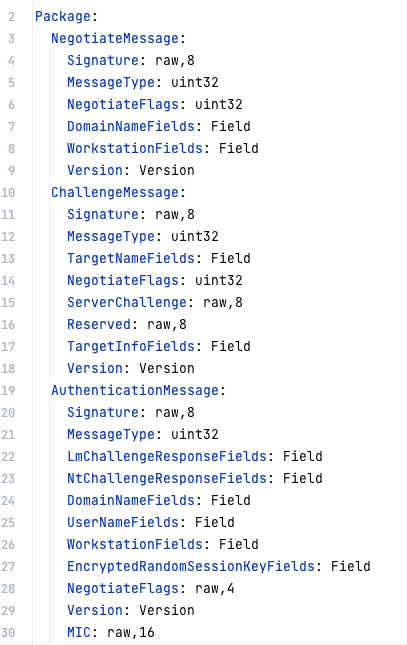 2 Package:
3 NegotiateMessage:
4 Signature: raw,8
5 MessageType: uint32
6 NegotiateFlags: uint32
7 DomainNameFields: Field
8 WorkstationFields: Field
9 Version: Version
10 ChallengeMessage:
11 Signature: raw,8
12 MessageType: uint32
13 TargetNameFields: Field
14 NegotiateFlags: uint32
15 ServerChallenge: raw,8
16 Reserved: raw,8
17 TargetInfoFields: Field
18 Version: Version
19 AuthenticationMessage:
20 Signature: raw,8
21 MessageType: uint32
22 LmChallengeResponseFields: Field
23 NtChallengeResponseFields: Field
24 DomainNameFields: Field
25 UserNameFields: Field
26 WorkstationFields: Field
27 EncryptedRandomSessionKeyFields: Field
28 NegotiateFlags: raw,4
29 Version: Version
30 MIC: raw,16